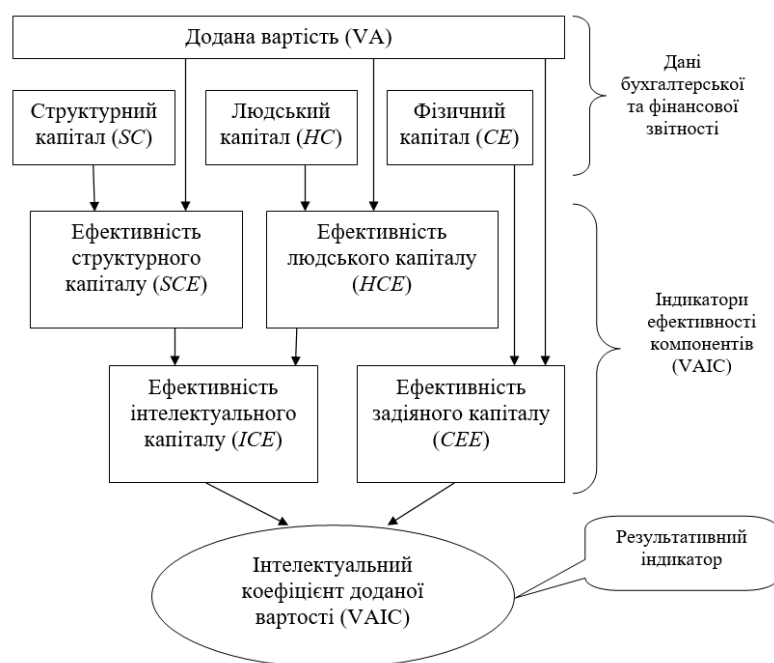 Додана вартість (VA)
Дані
бухгалтерської
та фінансової
звітності
Структурний
капітал (SC)
Людський
капітал (HC)
Фізичний
капітал (CE)
Ефективність
структурного
капіталу (SCE)
Ефективність
людського капіталу
(HCE)
Індикатори
ефективності
компонентів
(VAIC)
Ефективність
інтелектуального
капіталу (ICE)
Ефективність
задіяного капіталу
(CEE)
Інтелектуальний
коефіцієнт доданої
вартості (VAIC)
Результативний
індикатор